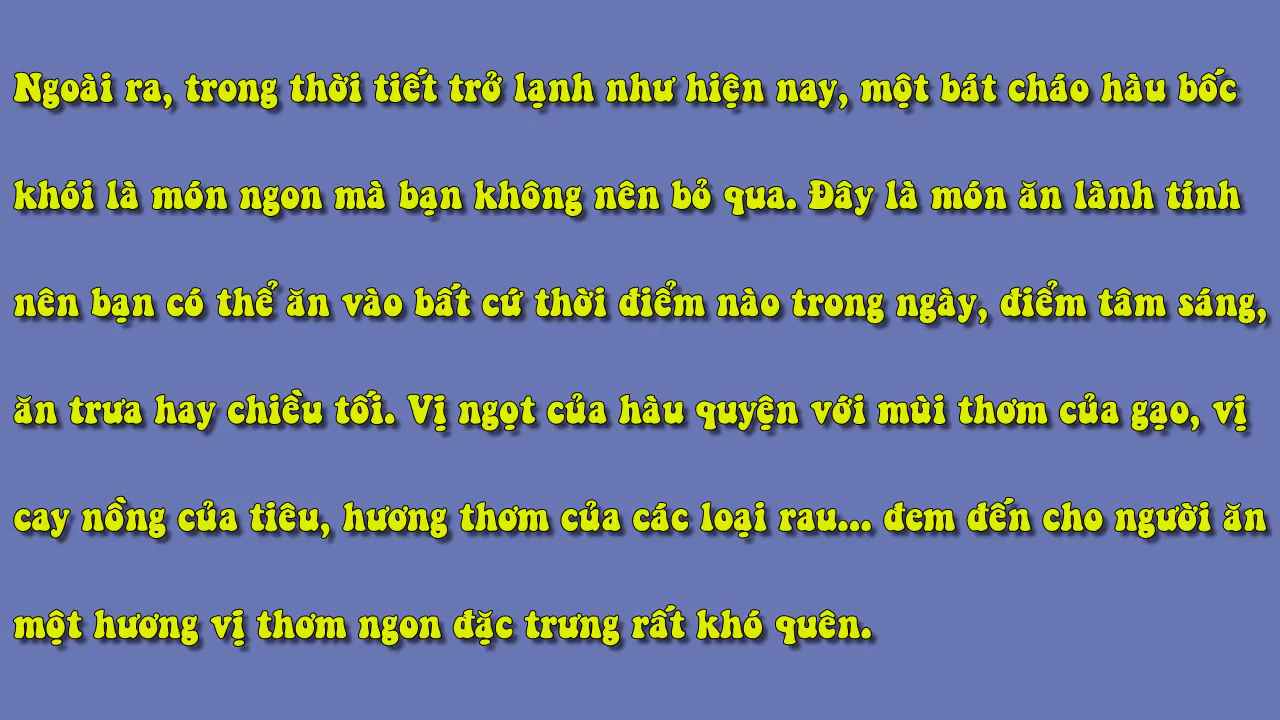 Ngoài ra, trong thời tiết trở lạnh như hiện nay, một bát cháo hàu bốc
khói là món ngon mà bạn không nên bỏ qua. Đây là món ăn lành tính
nên bạn có thể ăn vào bất cứ thời điểm nào trong ngày, điểm tâm sáng,
ăn trưa hay chiều tối. Vị ngọt của hàu quyện với mùi thơm của gạo, vị
cay nồng của tiêu, hương thơm của các loại rau... đem đến cho người ăn
một hương vị thơm ngon đặc trưng rất khó quên.